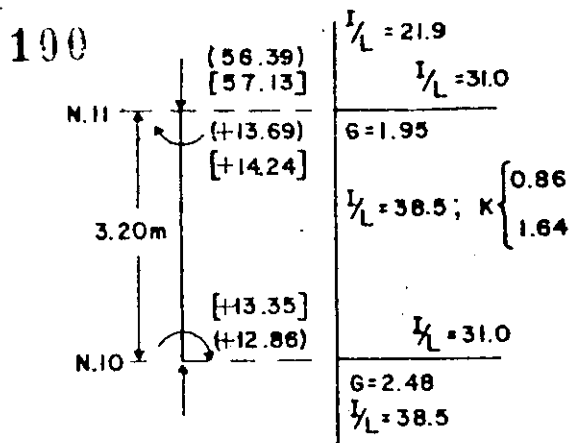 100
(56.39)
[57.13]
N.11
(+13.69)
[+14.24]
3.20m
[+13.35]
(+12.86)
N.10
I/L = 21.9
I/L = 31.0
G = 1.95
I/L = 38.5 ; K { 0.86
1.64
I/L = 31.0
G = 2.48
I/L = 38.5